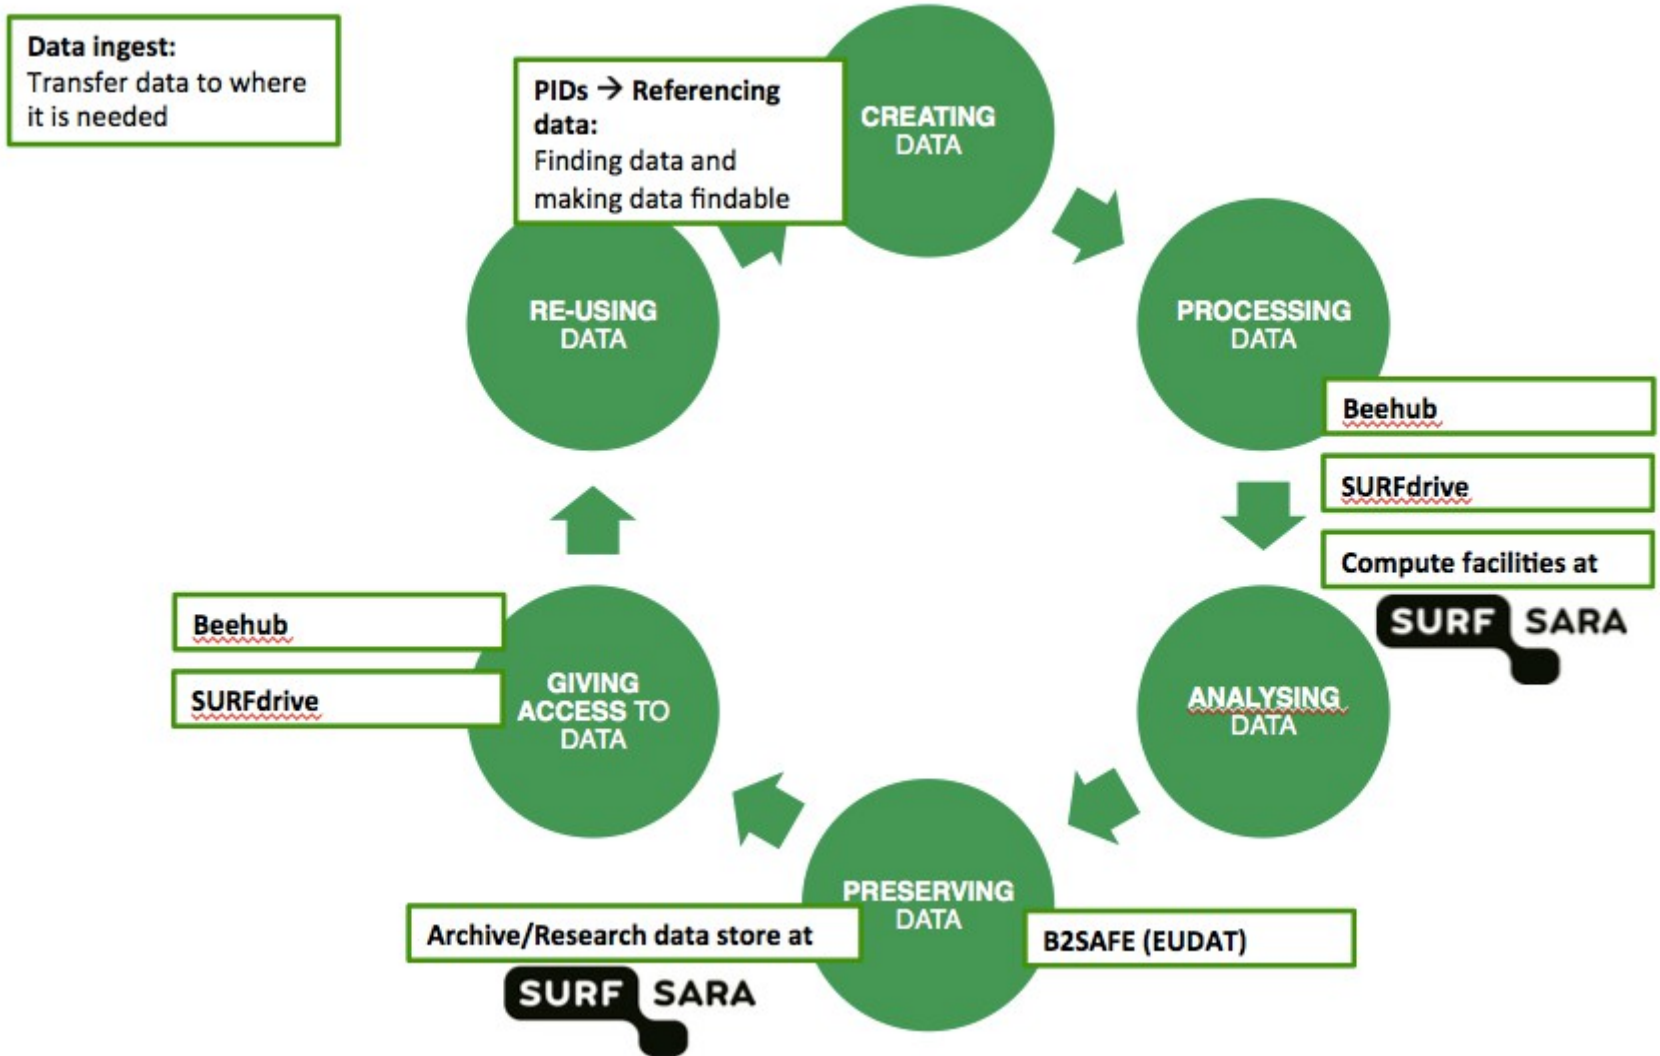 Data ingest:
Transfer data to where
it is needed
PIDs → Referencing
data:
Finding data and
making data findable
CREATING
DATA
PROCESSING
DATA
Beehub
SURFdrive
Compute facilities at
SURF SARA
ANALYSING
DATA
PRESERVING
DATA
Archive/Research data store at
SURF SARA
B2SAFE (EUDAT)
GIVING
ACCESS TO
DATA
Beehub
SURFdrive
RE-USING
DATA